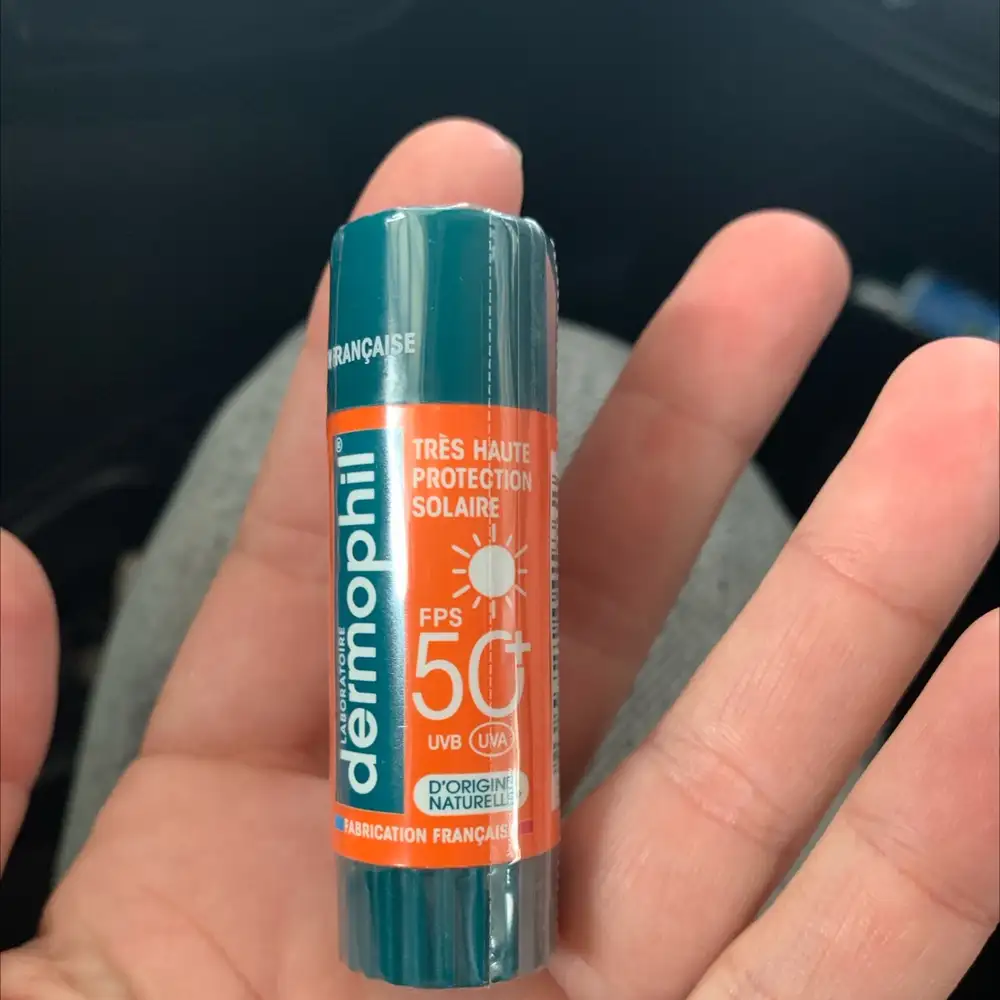 FRANÇAISE
LABORATOIRE
dermophil®
TRÈS HAUTE
PROTECTION
SOLAIRE
FPS
50+
UVB UVA
D'ORIGINE
NATURELLE
FABRICATION FRANÇAISE